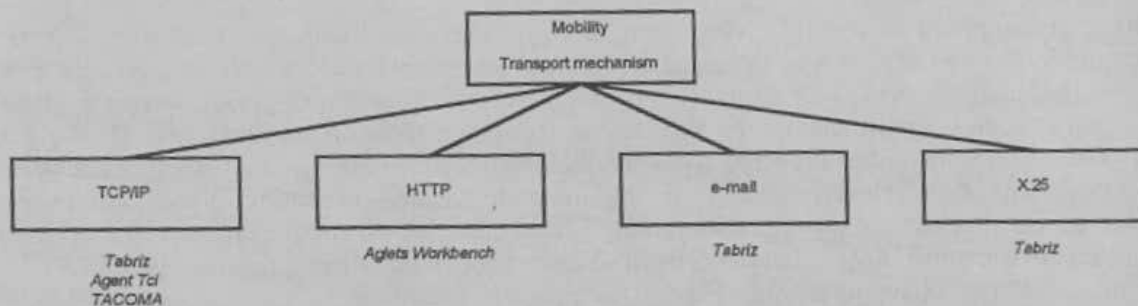 Mobility
Transport mechanism
TCP/IP
HTTP
e-mail
X.25
Tabriz
Agent Tcl
TACOMA
Aglets Workbench
Tabriz
Tabriz